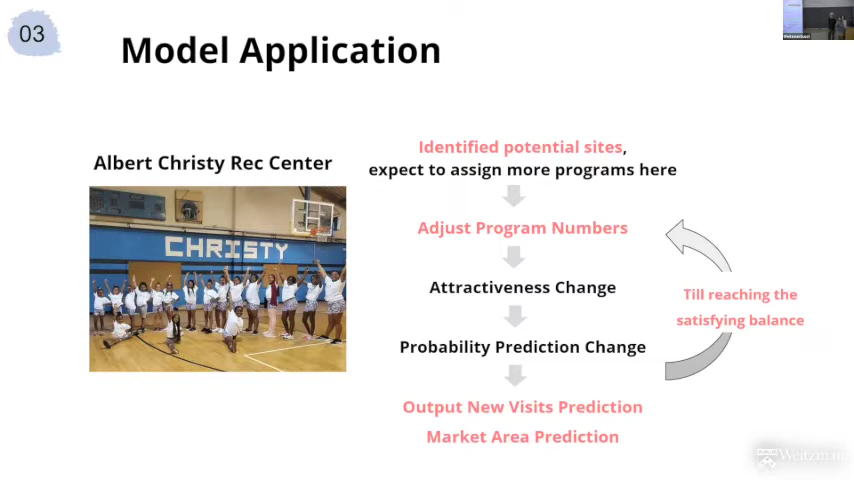 03
Model Application
Albert Christy Rec Center
CHRISTY
Identified potential sites,
expect to assign more programs here
Adjust Program Numbers
Attractiveness Change
Probability Prediction Change
Output New Visits Prediction
Market Area Prediction
Till reaching the
satisfying balance
Weitzman